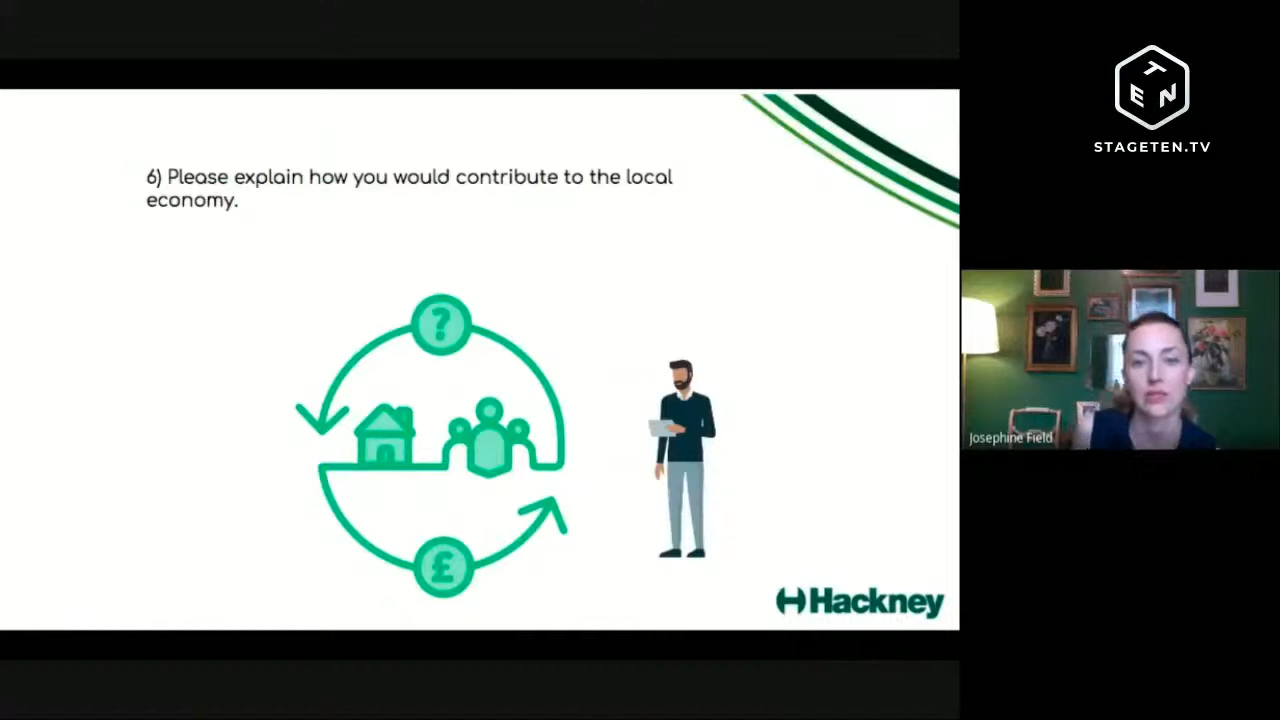 6) Please explain how you would contribute to the local
economy.
?
£
Hackney
T
E N
STAGETEN.TV
Josephine Field